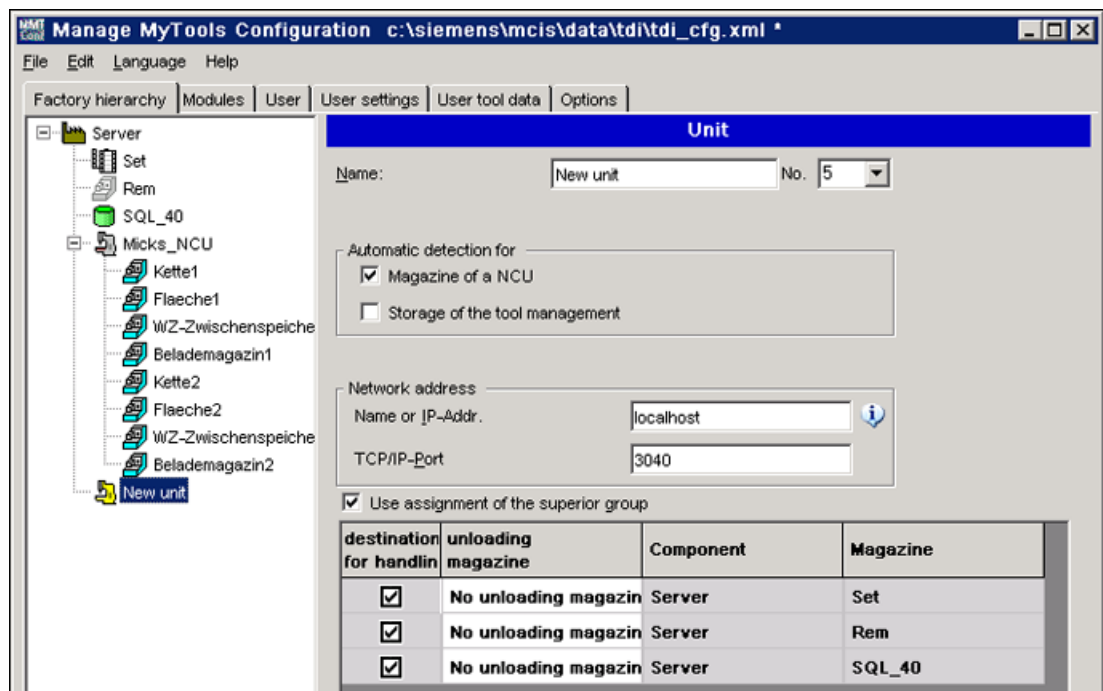 Manage MyTools Configuration c:\siemens\mcis\data\tdi\tdi_cfg.xml *
File Edit Language Help
Factory hierarchy Modules User User settings User tool data Options
Server
Set
Rem
SQL_40
Micks_NCU
Kette1
Flaeche1
WZ-Zwischenspeiche
Belademagazin1
Kette2
Flaeche2
WZ-Zwischenspeiche
Belademagazin2
New unit
Unit
Name: New unit No. 5
Automatic detection for
Magazine of a NCU
Storage of the tool management
Network address
Name or IP-Addr. localhost
TCP/IP-Port 3040
Use assignment of the superior group
destination unloading
for handlin magazine Component Magazine
No unloading magazin Server Set
No unloading magazin Server Rem
No unloading magazin Server SQL_40